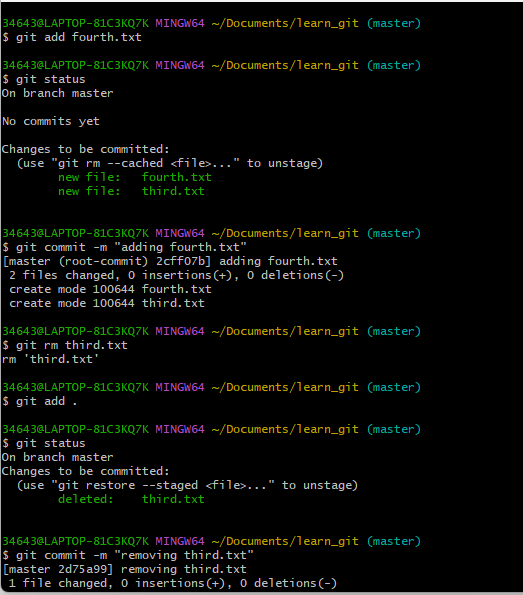 34643@LAPTOP-81C3KQ7K MINGW64 ~/Documents/learn_git (master)
$ git add fourth.txt
34643@LAPTOP-81C3KQ7K MINGW64 ~/Documents/learn_git (master)
$ git status
On branch master
No commits yet
Changes to be committed:
  (use "git rm --cached <file>..." to unstage)
        new file:   fourth.txt
        new file:   third.txt
34643@LAPTOP-81C3KQ7K MINGW64 ~/Documents/learn_git (master)
$ git commit -m "adding fourth.txt"
[master (root-commit) 2cff07b] adding fourth.txt
 2 files changed, 0 insertions(+), 0 deletions(-)
 create mode 100644 fourth.txt
 create mode 100644 third.txt
34643@LAPTOP-81C3KQ7K MINGW64 ~/Documents/learn_git (master)
$ git rm third.txt
rm 'third.txt'
34643@LAPTOP-81C3KQ7K MINGW64 ~/Documents/learn_git (master)
$ git add .
34643@LAPTOP-81C3KQ7K MINGW64 ~/Documents/learn_git (master)
$ git status
On branch master
Changes to be committed:
  (use "git restore --staged <file>..." to unstage)
        deleted:    third.txt
34643@LAPTOP-81C3KQ7K MINGW64 ~/Documents/learn_git (master)
$ git commit -m "removing third.txt"
[master 2d75a99] removing third.txt
 1 file changed, 0 insertions(+), 0 deletions(-)